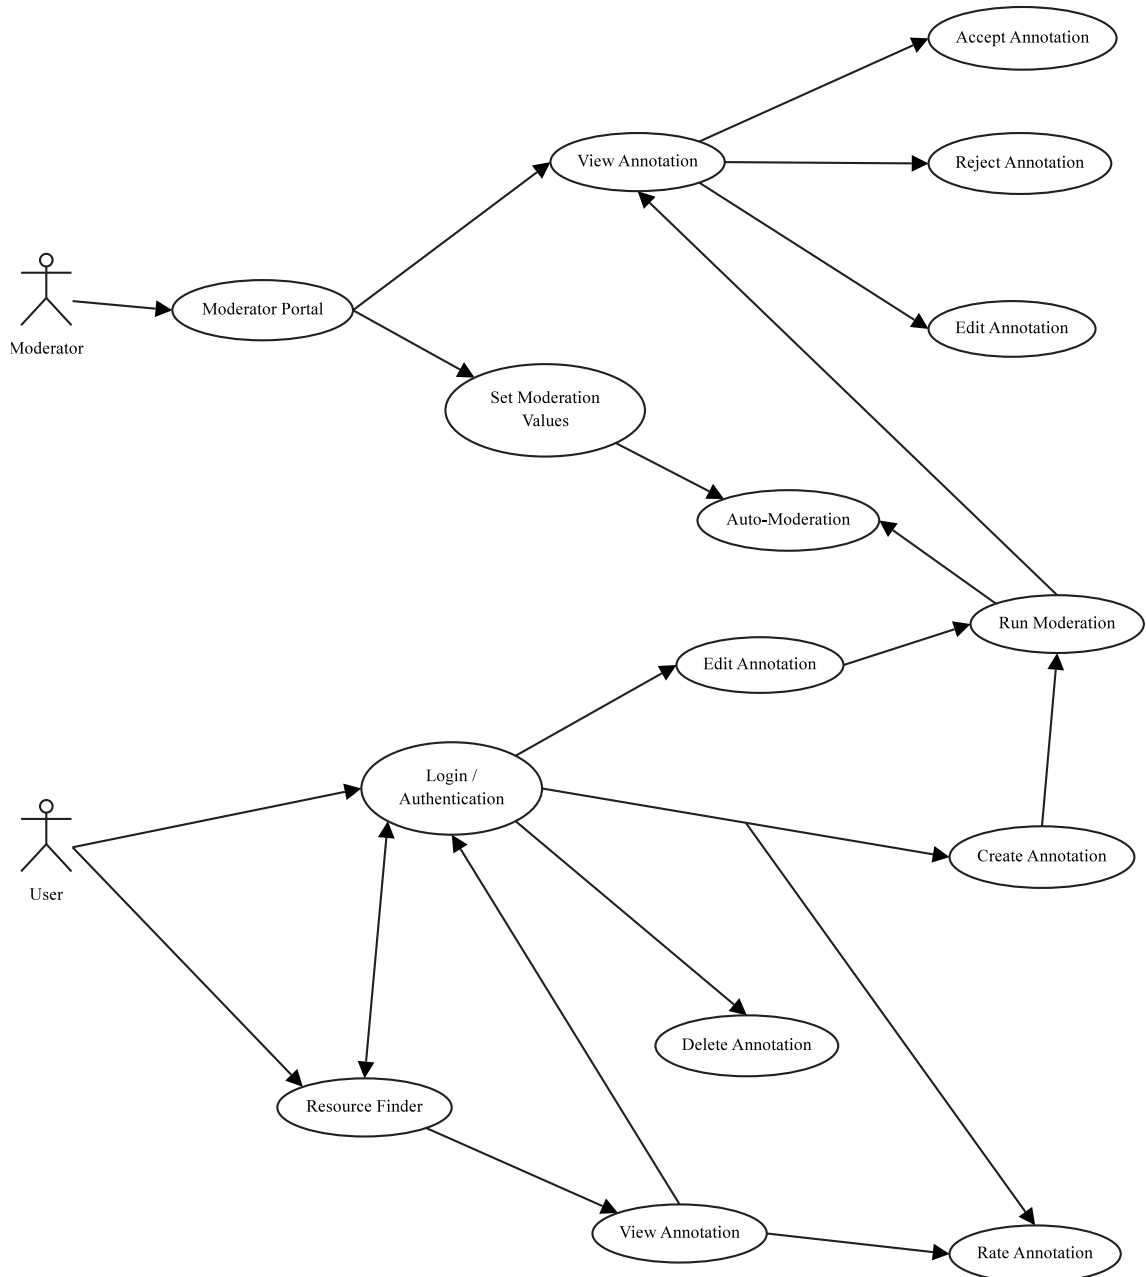 Accept Annotation
View Annotation
Reject Annotation
Moderator Portal
Edit Annotation
Moderator
Set Moderation
Values
Auto-Moderation
Run Moderation
Edit Annotation
Login /
Authentication
Create Annotation
User
Delete Annotation
Resource Finder
View Annotation
Rate Annotation